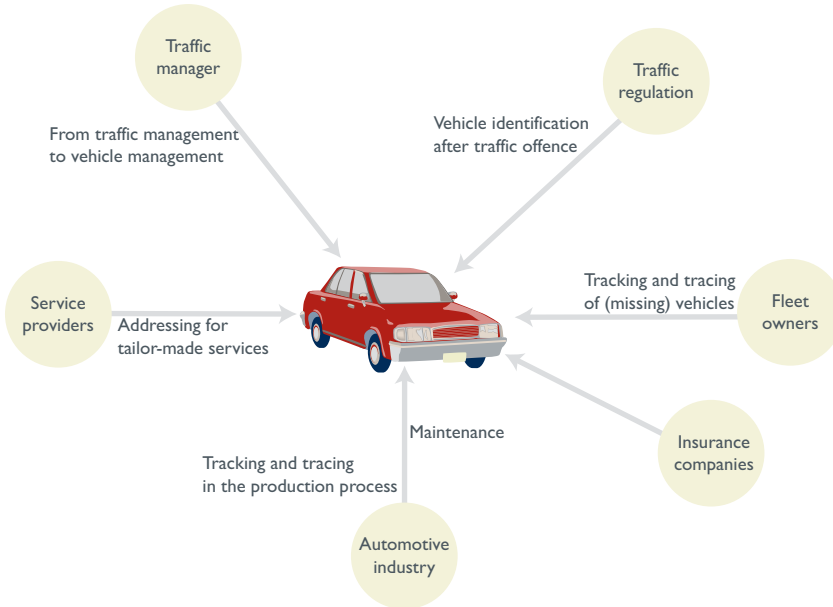 Traffic
manager
Traffic
regulation
From traffic management
to vehicle management
Vehicle identification
after traffic offence
Service
providers
Addressing for
tailor-made services
Tracking and tracing
of (missing) vehicles
Fleet
owners
Maintenance
Tracking and tracing
in the production process
Insurance
companies
Automotive
industry